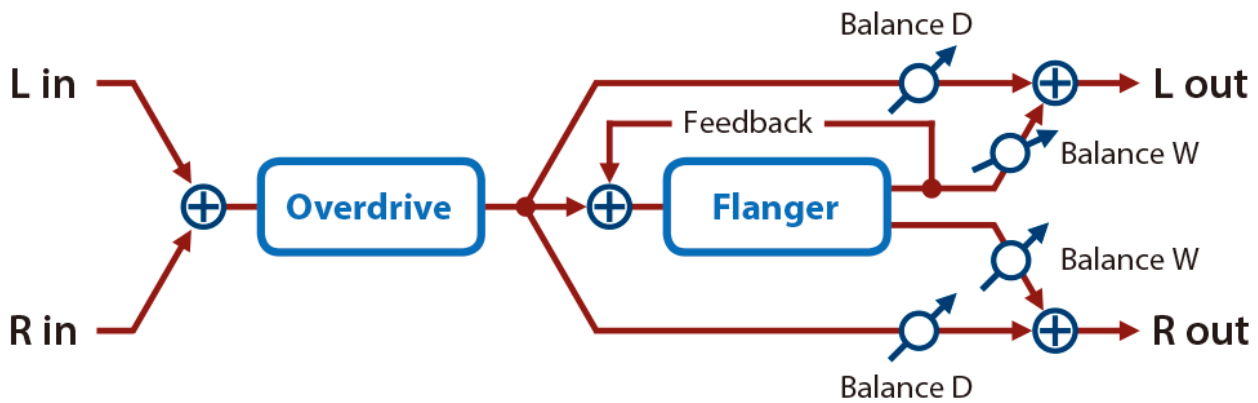 Balance D
L in
L out
Feedback
Balance W
Overdrive
Flanger
Balance W
R in
R out
Balance D